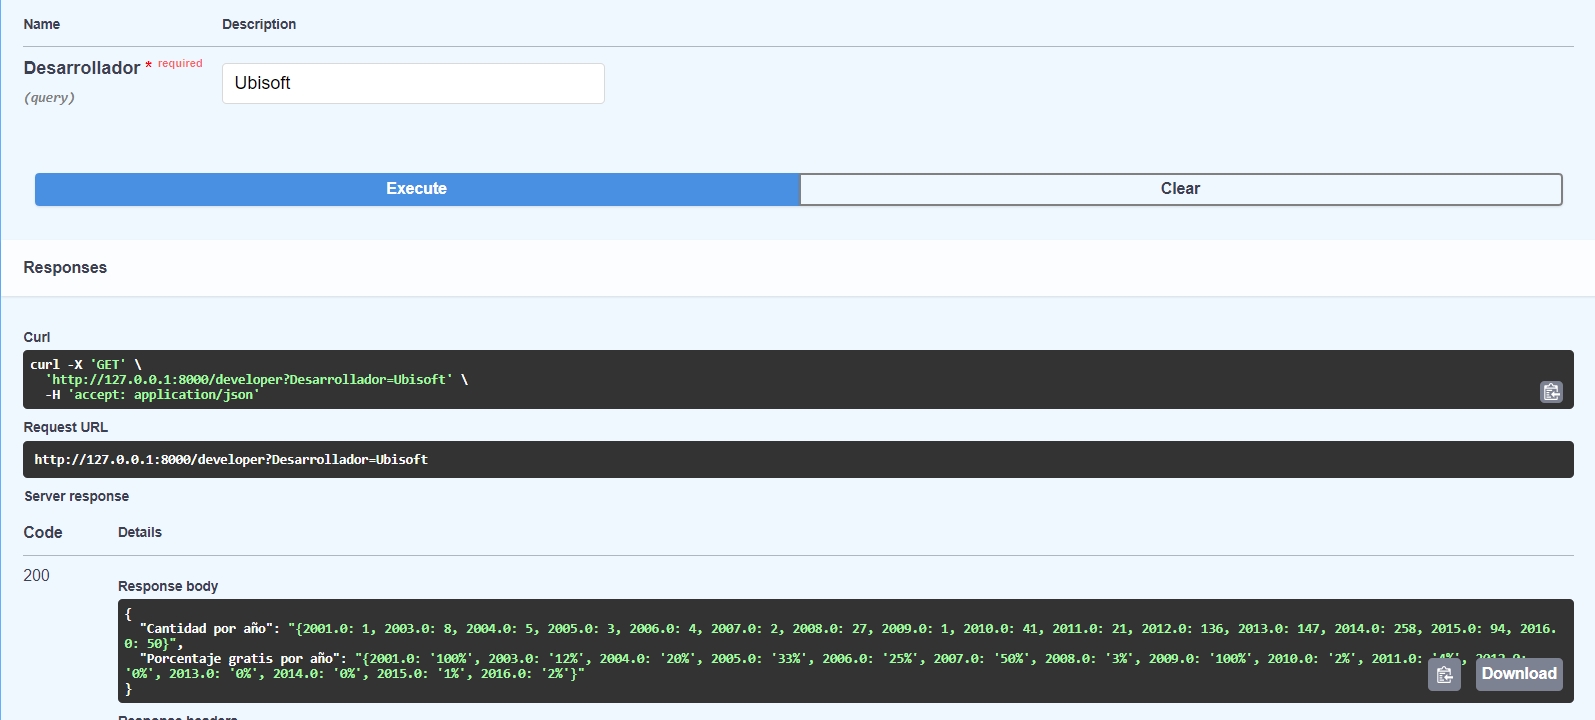 Name Description
Desarrollador * required
Ubisoft
(query)
Execute Clear
Responses
Curl
curl -X 'GET' \
'http://127.0.0.1:8000/developer?Desarrollador=Ubisoft' \
-H 'accept: application/json'
Request URL
http://127.0.0.1:8000/developer?Desarrollador=Ubisoft
Server response
Code Details
200
Response body
{
"Cantidad por año": "{2001.0: 1, 2003.0: 8, 2004.0: 5, 2005.0: 3, 2006.0: 4, 2007.0: 2, 2008.0: 27, 2009.0: 1, 2010.0: 41, 2011.0: 21, 2012.0: 136, 2013.0: 147, 2014.0: 258, 2015.0: 94, 2016.
0: 50}",
"Porcentaje gratis por año": "{2001.0: '100%', 2003.0: '12%', 2004.0: '20%', 2005.0: '33%', 2006.0: '25%', 2007.0: '50%', 2008.0: '3%', 2009.0: '100%', 2010.0: '2%', 2011.0: '4%', 2012.0:
'0%', 2013.0: '0%', 2014.0: '0%', 2015.0: '1%', 2016.0: '2%'}"
}
Download
Response headers